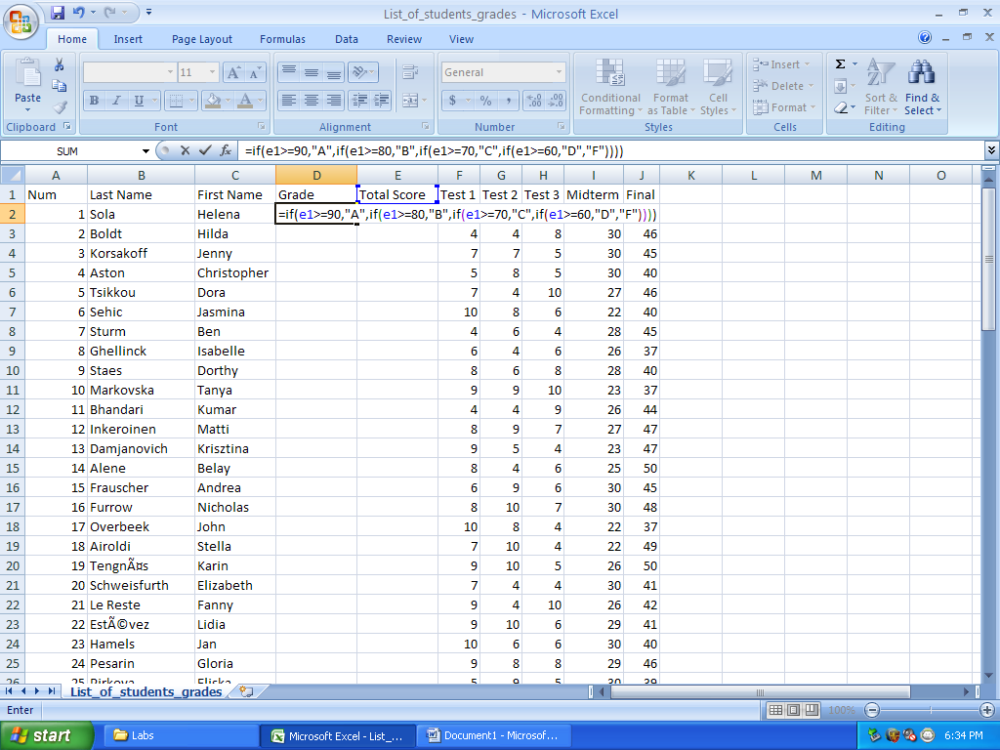 List_of_students_grades - Microsoft Excel
Home Insert Page Layout Formulas Data Review View
Paste
11
General
Conditional Formatting
Format as Table
Cell Styles
Insert
Delete
Format
Sort & Filter
Find & Select
Clipboard Font Alignment Number Styles Cells Editing
SUM fx =if(e1>=90,"A",if(e1>=80,"B",if(e1>=70,"C",if(e1>=60,"D","F"))))
A B C D E F G H I J K L M N O
1 Num Last Name First Name Grade Total Score Test 1 Test 2 Test 3 Midterm Final
2 1 Sola Helena =if(e1>=90,"A",if(e1>=80,"B",if(e1>=70,"C",if(e1>=60,"D","F"))))
3 2 Boldt Hilda 4 4 8 30 46
4 3 Korsakoff Jenny 7 7 5 30 45
5 4 Aston Christopher 5 8 5 30 40
6 5 Tsikkou Dora 7 4 10 27 46
7 6 Sehic Jasmina 10 8 6 22 40
8 7 Sturm Ben 4 6 4 28 45
9 8 Ghellinck Isabelle 6 4 6 26 37
10 9 Staes Dorthy 8 6 8 28 40
11 10 Markovska Tanya 9 9 10 23 37
12 11 Bhandari Kumar 4 4 9 26 44
13 12 Inkeroinen Matti 8 9 7 27 47
14 13 Damjanovich Krisztina 9 5 4 23 47
15 14 Alene Belay 8 4 6 25 50
16 15 Frauscher Andrea 6 9 6 30 45
17 16 Furrow Nicholas 8 10 7 30 48
18 17 Overbeek John 10 8 4 22 37
19 18 Airoldi Stella 7 10 4 22 49
20 19 TengnÃ¤s Karin 9 10 5 26 50
21 20 Schweisfurth Elizabeth 7 4 4 30 41
22 21 Le Reste Fanny 9 4 10 26 42
23 22 EstÃ©vez Lidia 9 10 6 29 41
24 23 Hamels Jan 10 6 6 30 40
25 24 Pesarin Gloria 9 8 8 29 46
26 25 Pirkova Eliska 5 9 5 30 39
List_of_students_grades
Enter 100%
start Labs Microsoft Excel - List_... Document1 - Microsof... 6:34 PM